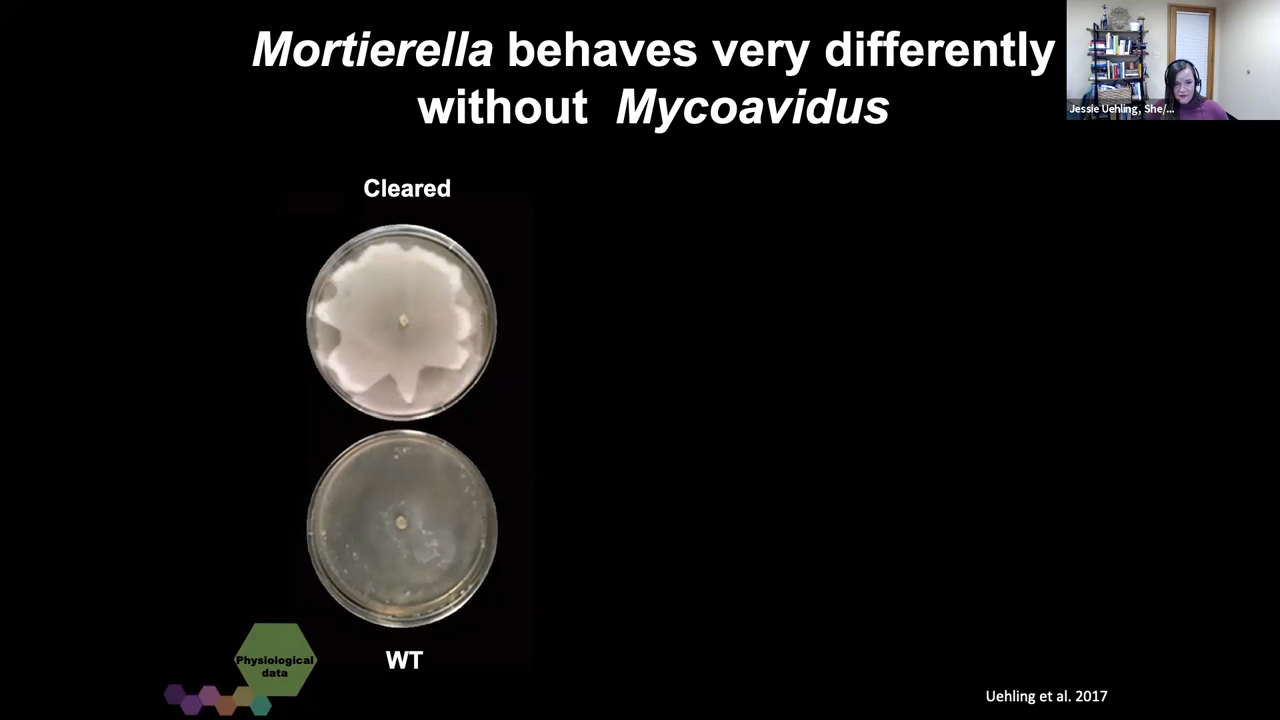 Mortierella behaves very differently
without Mycoavidus
Jessie Uehling, She/...
Cleared
Physiological
data
WT
Uehling et al. 2017